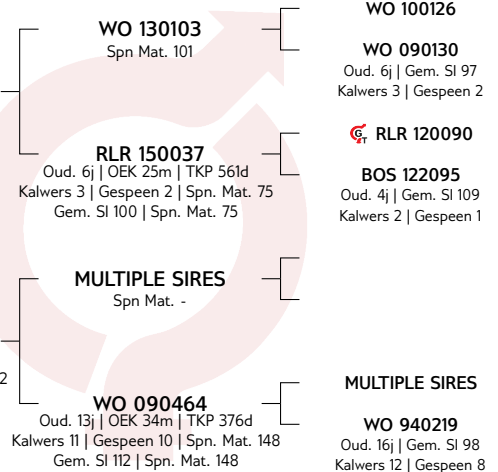 WO 130103
Spn Mat. 101
RLR 150037
Oud. 6j | OEK 25m | TKP 561d
Kalwers 3 | Gespeen 2 | Spn. Mat. 75
Gem. SI 100 | Spn. Mat. 75
MULTIPLE SIRES
Spn Mat. -
2
WO 090464
Oud. 13j | OEK 34m | TKP 376d
Kalwers 11 | Gespeen 10 | Spn. Mat. 148
Gem. SI 112 | Spn. Mat. 148
WO 100126
WO 090130
Oud. 6j | Gem. SI 97
Kalwers 3 | Gespeen 2
GT RLR 120090
BOS 122095
Oud. 4j | Gem. SI 109
Kalwers 2 | Gespeen 1
MULTIPLE SIRES
WO 940219
Oud. 16j | Gem. SI 98
Kalwers 12 | Gespeen 8